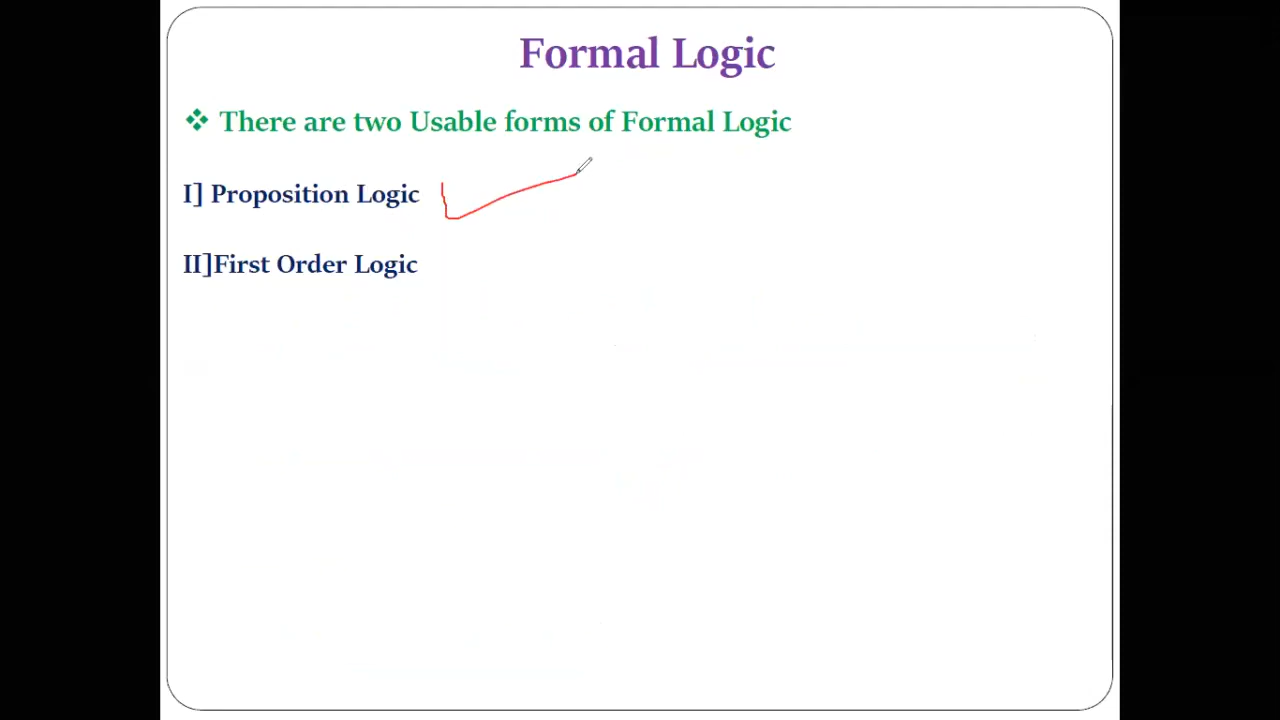 Formal Logic
There are two Usable forms of Formal Logic
I] Proposition Logic
II]First Order Logic